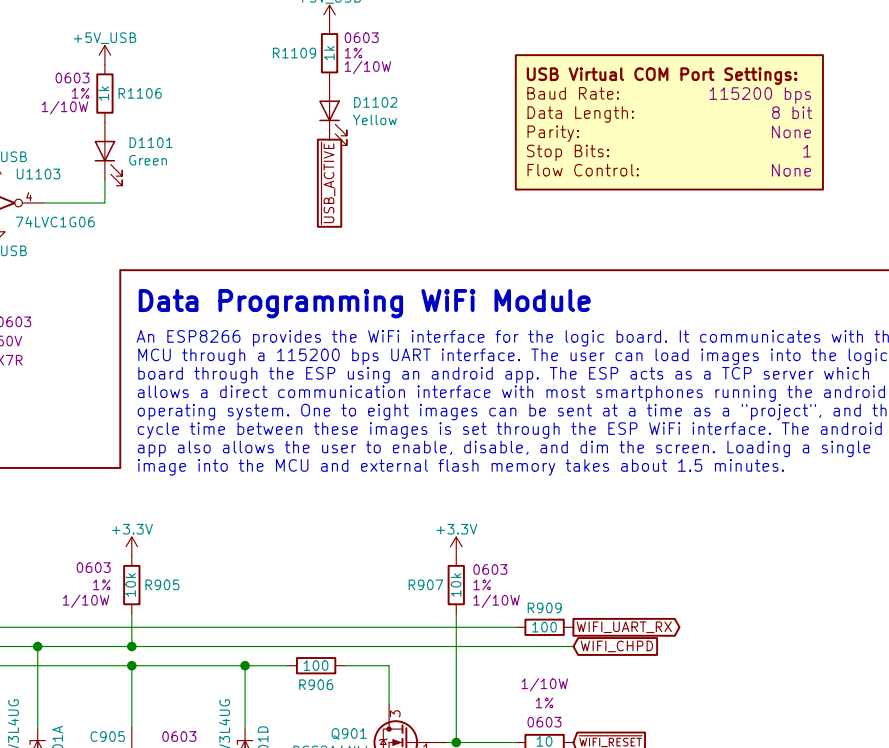 +5V_USB
0603
1%
1/10W
1k
R1106
D1101
Green
USB
U1103
4
74LVC1G06
USB
0603
50V
X7R
R1109
1k
0603
1%
1/10W
D1102
Yellow
USB_ACTIVE
USB Virtual COM Port Settings:
Baud Rate: 115200 bps
Data Length: 8 bit
Parity: None
Stop Bits: 1
Flow Control: None
Data Programming WiFi Module
An ESP8266 provides the WiFi interface for the logic board. It communicates with th
MCU through a 115200 bps UART interface. The user can load images into the logic
board through the ESP using an android app. The ESP acts as a TCP server which
allows a direct communication interface with most smartphones running the android
operating system. One to eight images can be sent at a time as a "project", and th
cycle time between these images is set through the ESP WiFi interface. The android
app also allows the user to enable, disable, and dim the screen. Loading a single
image into the MCU and external flash memory takes about 1.5 minutes.
+3.3V
0603
1%
1/10W
10k
R905
+3.3V
R907
10k
0603
1%
1/10W
R909
100
WIFI_UART_RX
WIFI_CHPD
100
R906
1/10W
1%
0603
10
WIFI_RESET
V3L4UG
01A
C905
0603
V3L4UG
01D
Q901
3
1